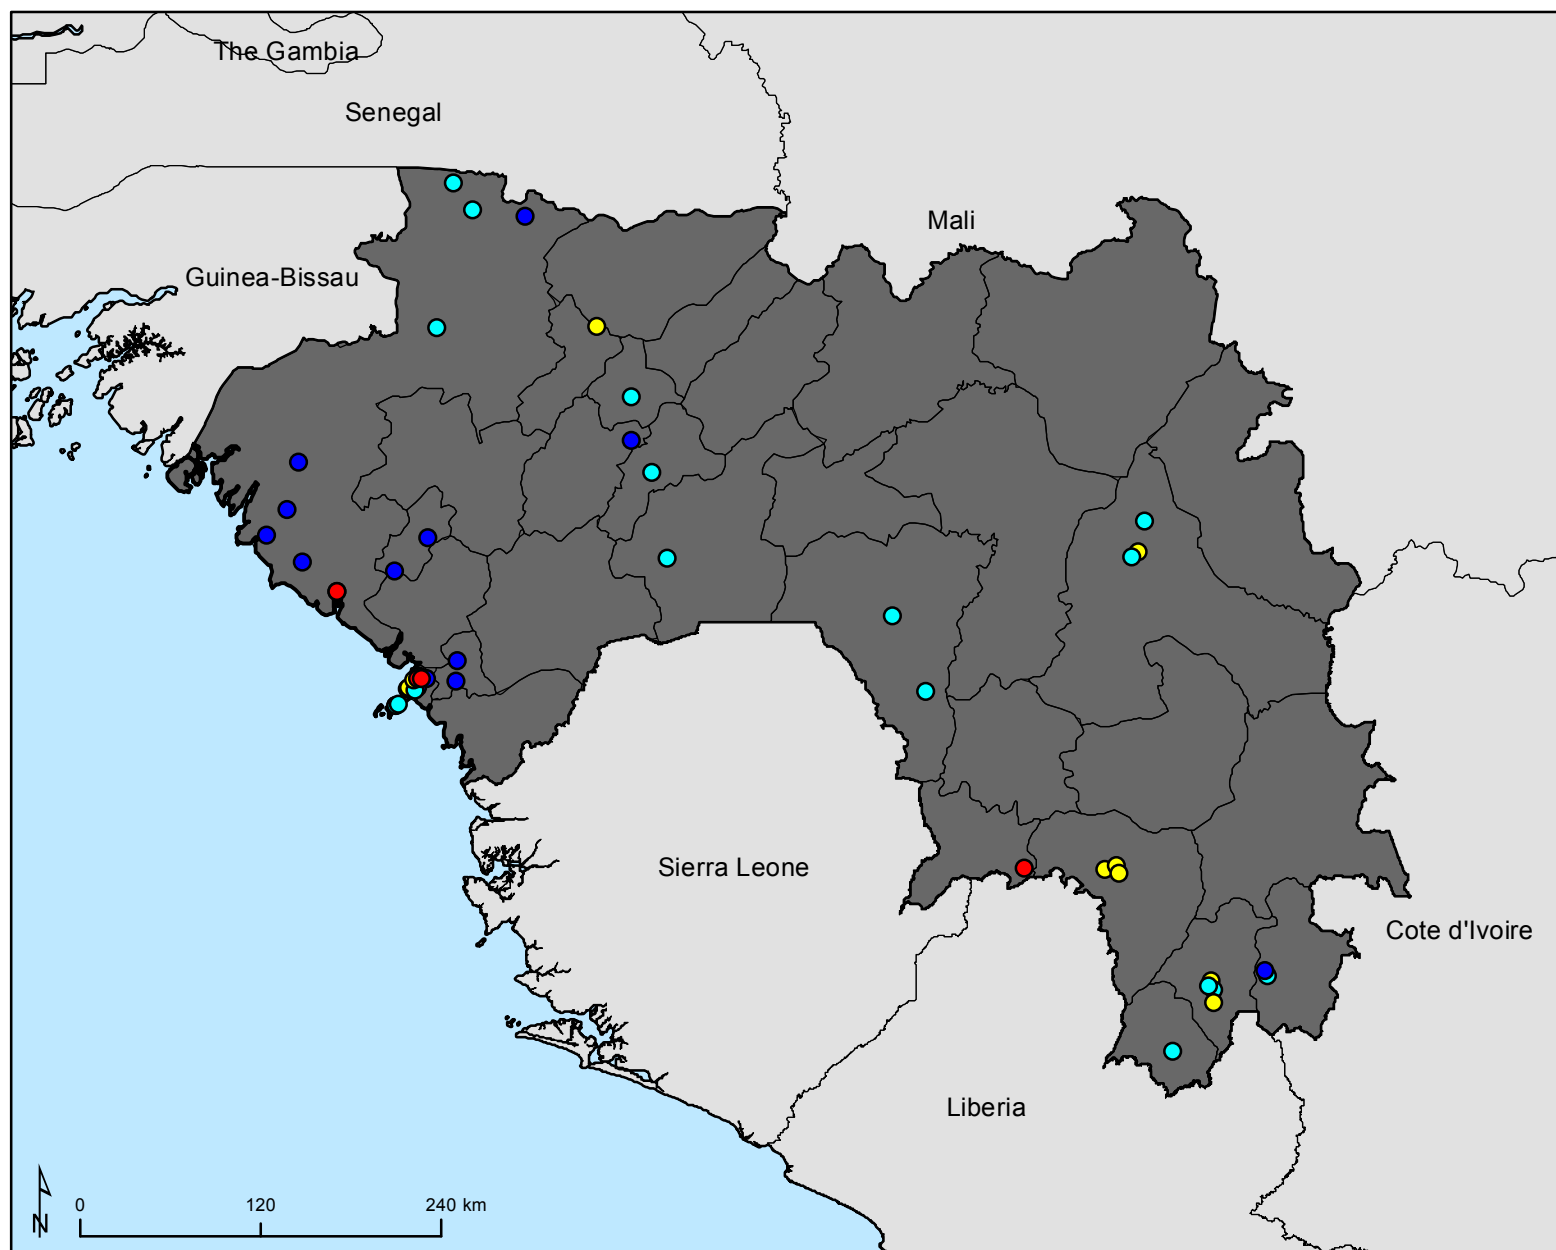 The Gambia
Senegal
Mali
Guinea-Bissau
Sierra Leone
Cote d'Ivoire
Liberia
N
0 120 240 km